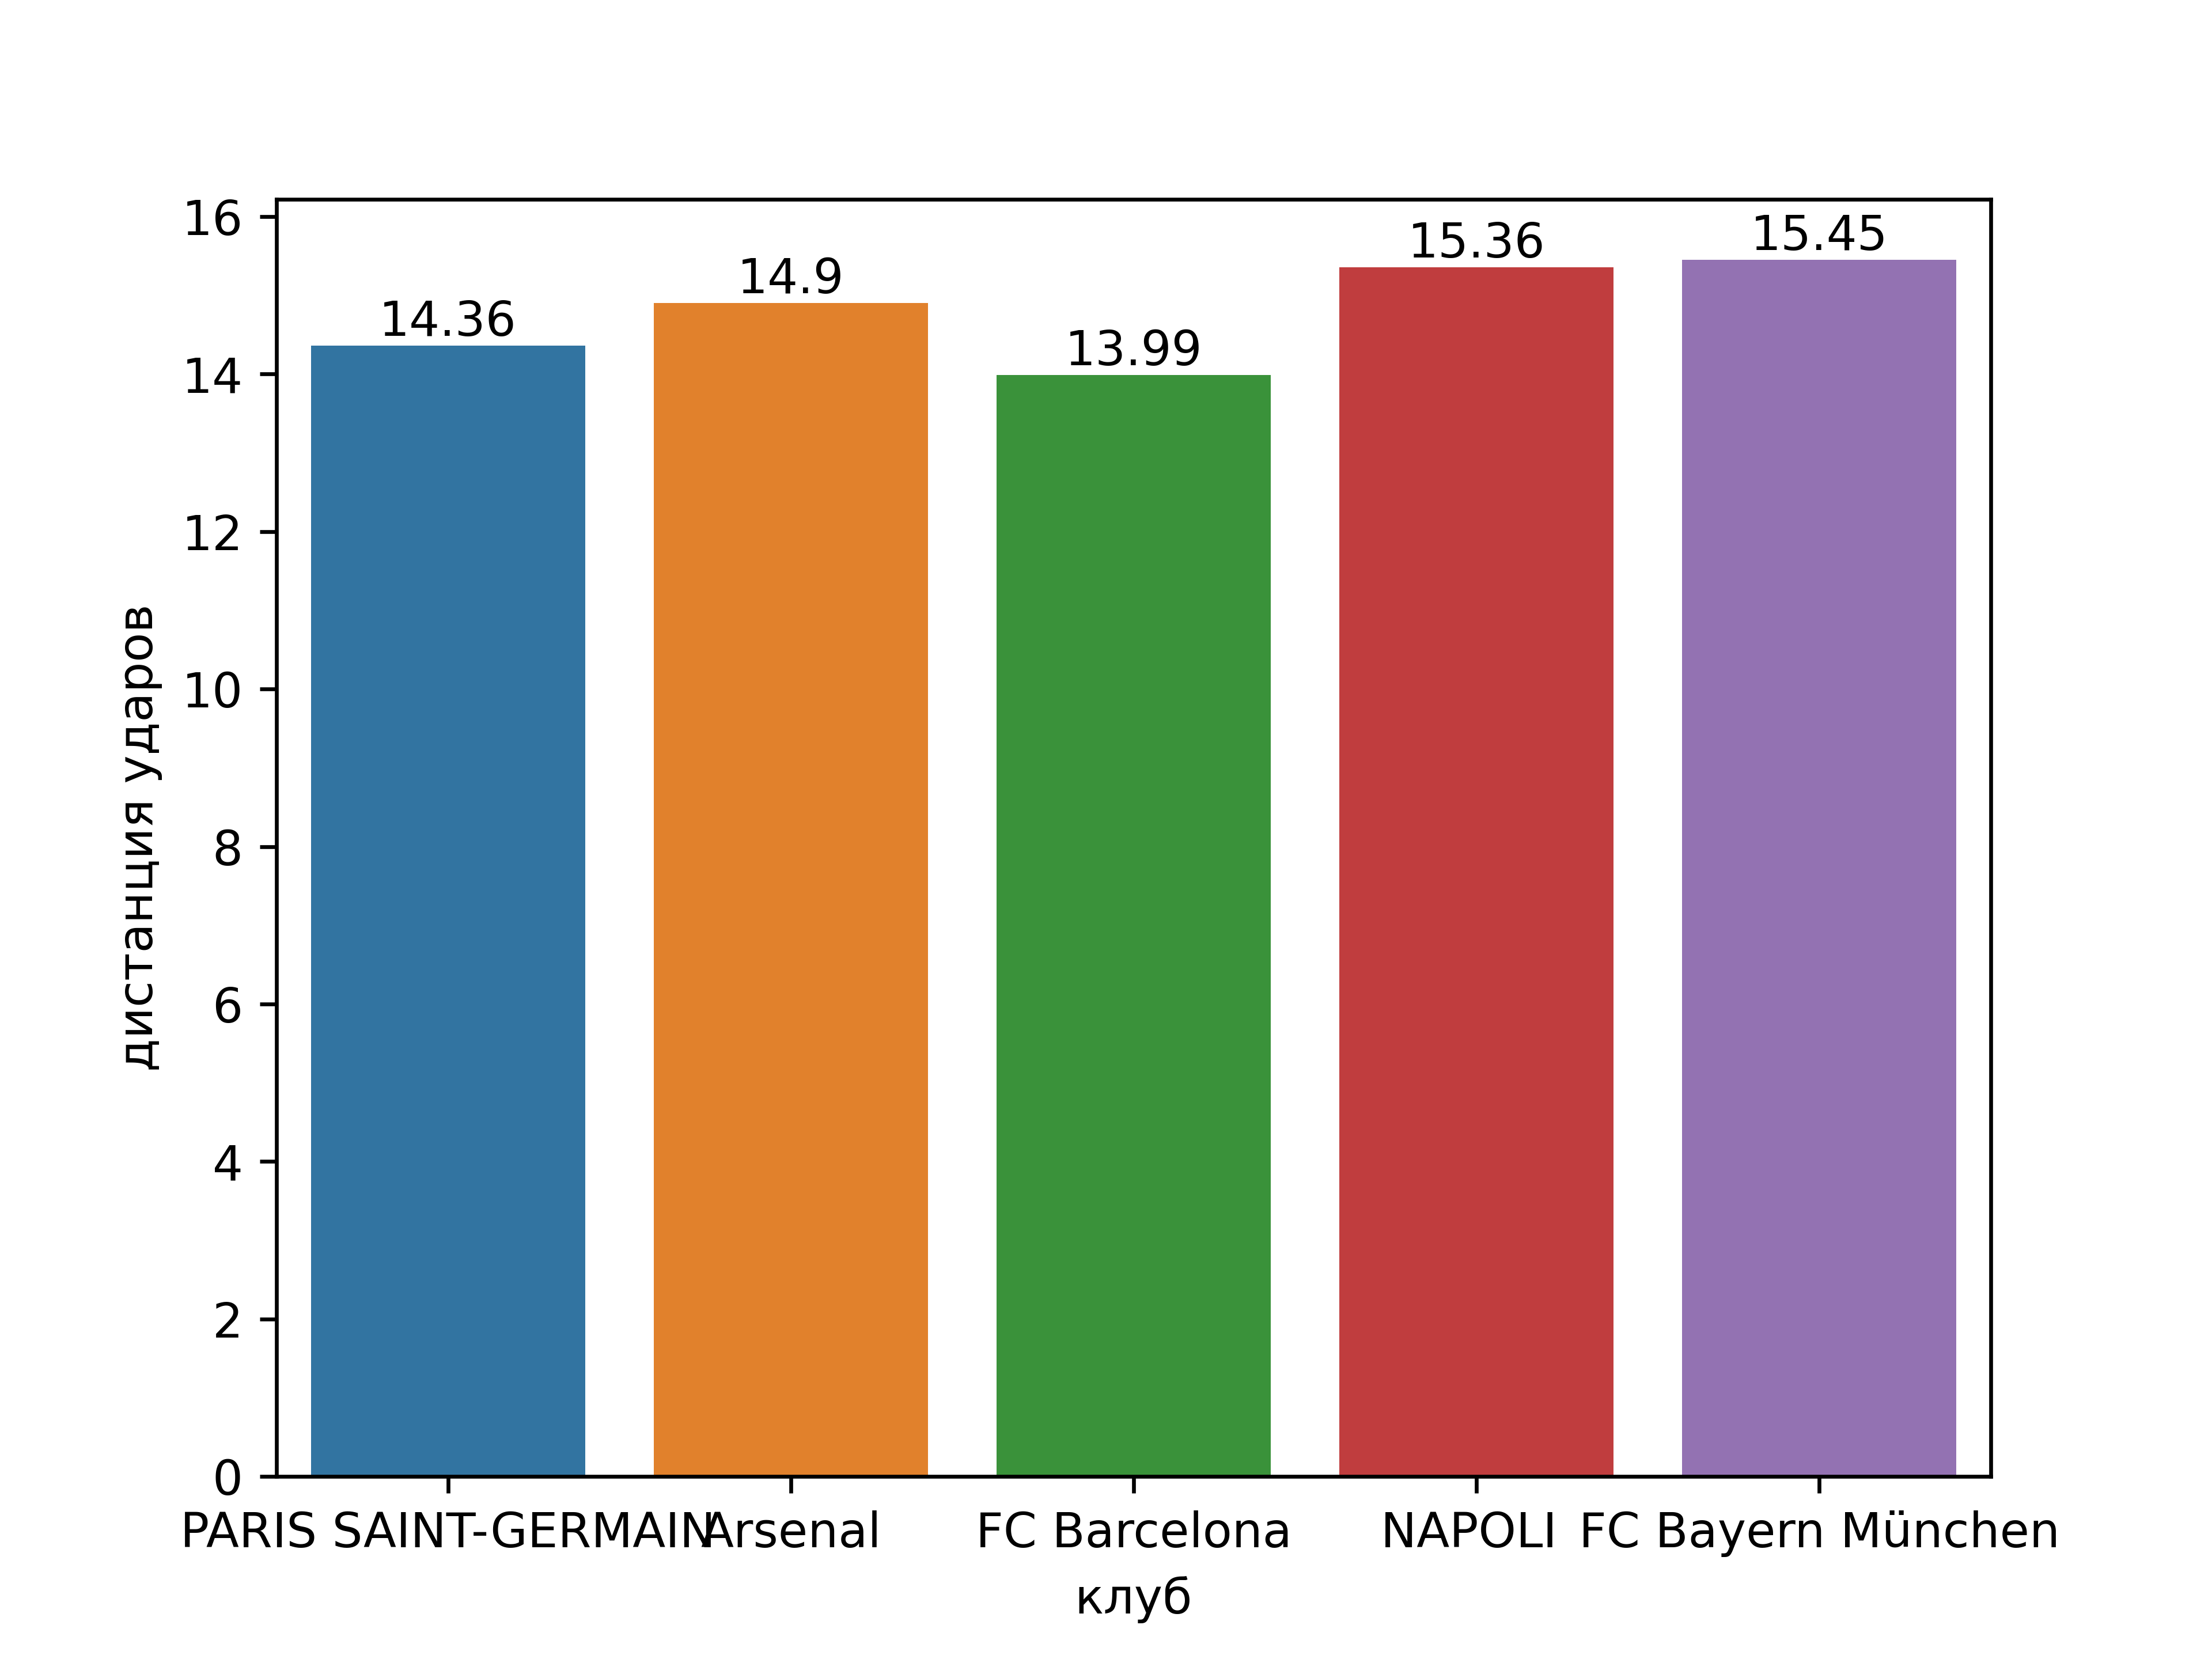 16
14
12
10
8
6
4
2
0
дистанция ударов
14.36
14.9
13.99
15.36
15.45
PARIS SAINT-GERMAIN
Arsenal
FC Barcelona
NAPOLI
FC Bayern München
клуб